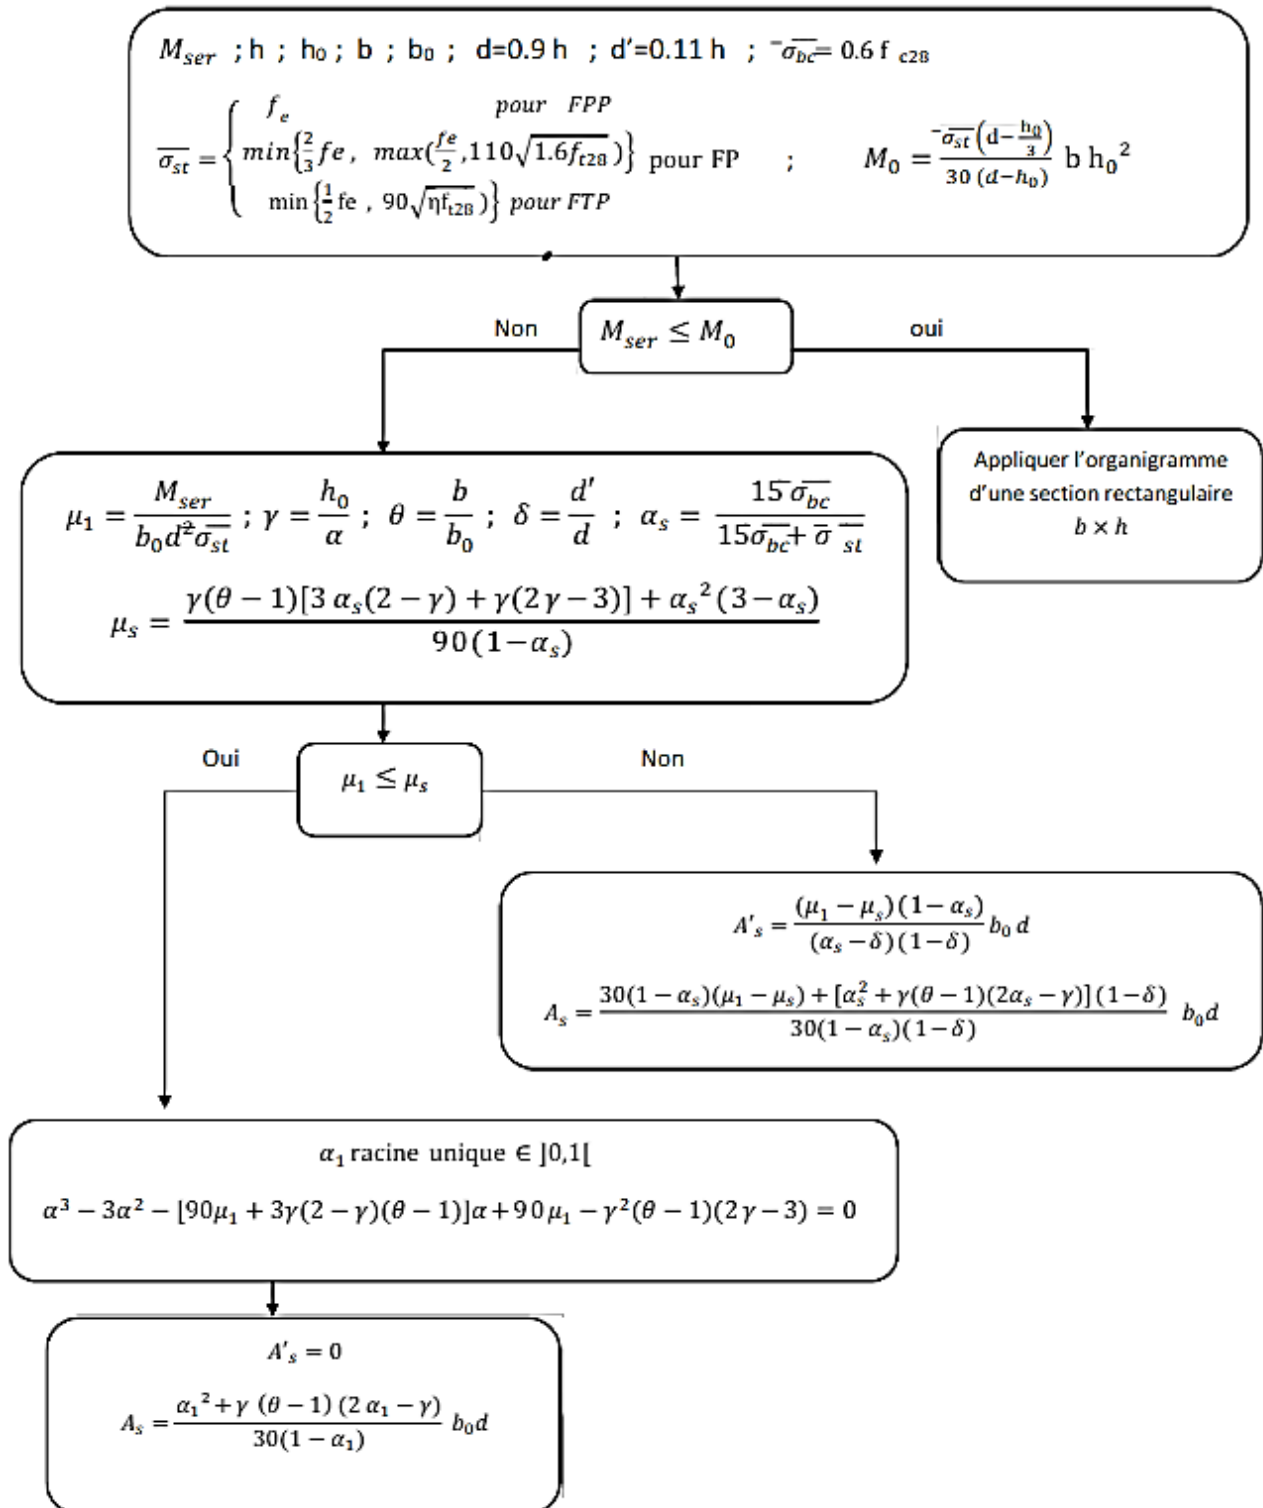 M_ser ; h ; h₀ ; b ; b₀ ; d=0.9 h ; d'=0.11 h ; ¯σ̅_bc = 0.6 f c28
σ̅_st = { f_e pour FPP
min{2/3 fe , max(fe/2 ,110√1.6f_t28 )} pour FP ; M₀ = ¯σ̅_st(d−h₀/3) / 30 (d−h₀) b h₀²
min{1/2 fe , 90√ηf_t28 )} pour FTP
M_ser ≤ M₀
Non
oui
Appliquer l'organigramme
d'une section rectangulaire
b × h
μ₁ = M_ser / b₀d²σ̅_st ; γ = h₀/α ; θ = b/b₀ ; δ = d'/d ; α_s = 15 σ̅_bc / 15σ̅_bc + σ̅ _st
μ_s = γ(θ − 1)[3 α_s(2 − γ) + γ(2γ − 3)] + α_s² (3−α_s) / 90(1−α_s)
Oui
μ₁ ≤ μ_s
Non
A'_s = (μ₁ − μ_s)(1−α_s) / (α_s − δ)(1−δ) b₀ d
A_s = 30(1 − α_s)(μ₁ − μ_s) + [α_s² + γ(θ − 1)(2α_s − γ)](1−δ) / 30(1 − α_s)(1−δ) b₀d
α₁ racine unique ∈ ]0,1[
α³ − 3α² − [90μ₁ + 3γ(2 − γ)(θ − 1)]α + 90μ₁ − γ²(θ − 1)(2γ − 3) = 0
A'_s = 0
A_s = α₁² + γ (θ − 1) (2 α₁ − γ) / 30(1 − α₁) b₀d